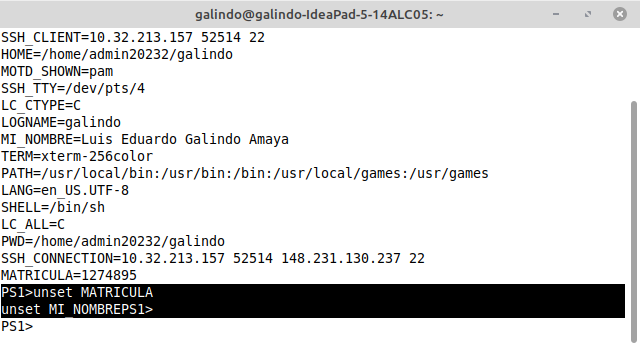 galindo@galindo-IdeaPad-5-14ALC05: ~
SSH_CLIENT=10.32.213.157 52514 22
HOME=/home/admin20232/galindo
MOTD_SHOWN=pam
SSH_TTY=/dev/pts/4
LC_CTYPE=C
LOGNAME=galindo
MI_NOMBRE=Luis Eduardo Galindo Amaya
TERM=xterm-256color
PATH=/usr/local/bin:/usr/bin:/bin:/usr/local/games:/usr/games
LANG=en_US.UTF-8
SHELL=/bin/sh
LC_ALL=C
PWD=/home/admin20232/galindo
SSH_CONNECTION=10.32.213.157 52514 148.231.130.237 22
MATRICULA=1274895
PS1>unset MATRICULA
unset MI_NOMBREPS1>
PS1>